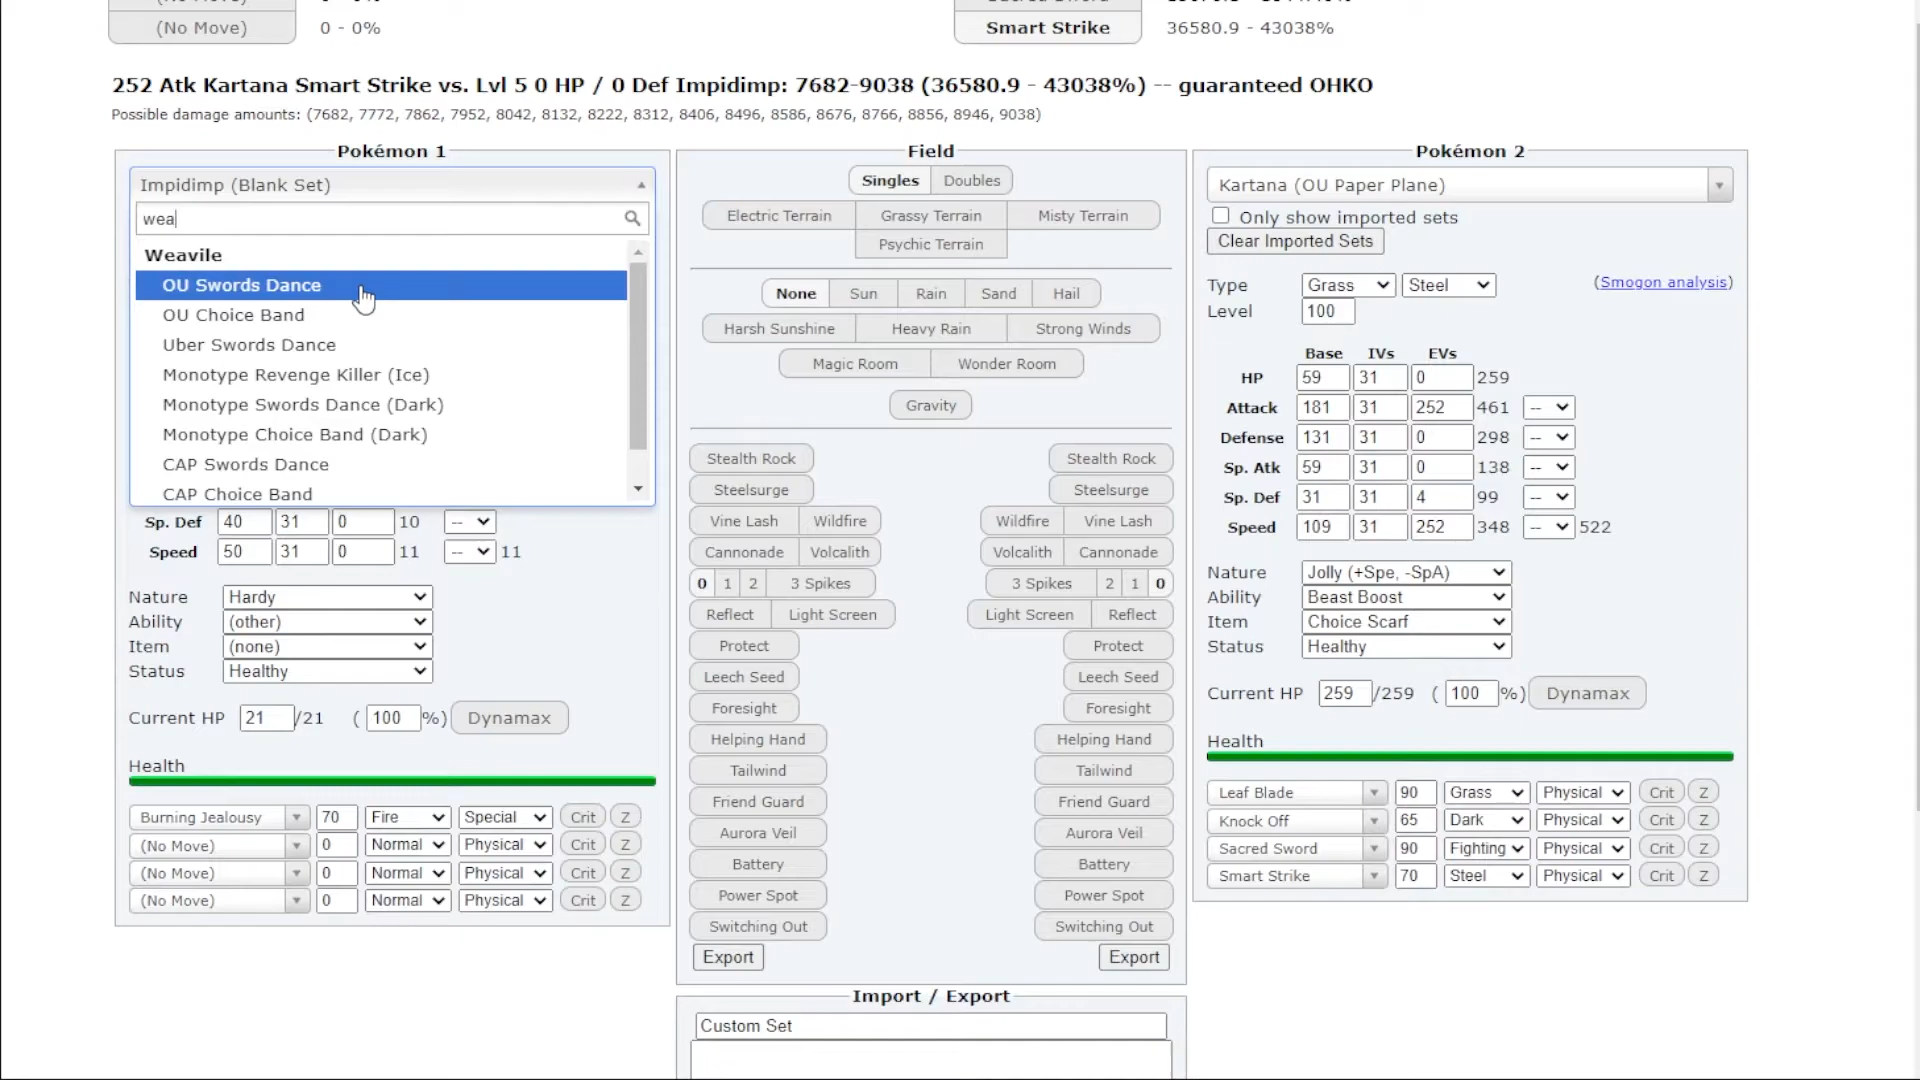 (No Move) 0 - 0%
Smart Strike 36580.9 - 43038%
252 Atk Kartana Smart Strike vs. Lvl 5 0 HP / 0 Def Impidimp: 7682-9038 (36580.9 - 43038%) -- guaranteed OHKO
Possible damage amounts: (7682, 7772, 7862, 7952, 8042, 8132, 8222, 8312, 8406, 8496, 8586, 8676, 8766, 8856, 8946, 9038)
Pokémon 1
Impidimp (Blank Set)
wea
Weavile
OU Swords Dance
OU Choice Band
Uber Swords Dance
Monotype Revenge Killer (Ice)
Monotype Swords Dance (Dark)
Monotype Choice Band (Dark)
CAP Swords Dance
CAP Choice Band
Sp. Def 40 31 0 10 --
Speed 50 31 0 11 -- 11
Nature Hardy
Ability (other)
Item (none)
Status Healthy
Current HP 21 /21 ( 100 %) Dynamax
Health
Burning Jealousy 70 Fire Special Crit Z
(No Move) 0 Normal Physical Crit Z
(No Move) 0 Normal Physical Crit Z
(No Move) 0 Normal Physical Crit Z
Field
Singles Doubles
Electric Terrain Grassy Terrain Misty Terrain
Psychic Terrain
None Sun Rain Sand Hail
Harsh Sunshine Heavy Rain Strong Winds
Magic Room Wonder Room
Gravity
Stealth Rock Stealth Rock
Steelsurge Steelsurge
Vine Lash Wildfire Wildfire Vine Lash
Cannonade Volcalith Volcalith Cannonade
0 1 2 3 Spikes 3 Spikes 2 1 0
Reflect Light Screen Light Screen Reflect
Protect Protect
Leech Seed Leech Seed
Foresight Foresight
Helping Hand Helping Hand
Tailwind Tailwind
Friend Guard Friend Guard
Aurora Veil Aurora Veil
Battery Battery
Power Spot Power Spot
Switching Out Switching Out
Export Export
Import / Export
Custom Set
Pokémon 2
Kartana (OU Paper Plane)
Only show imported sets
Clear Imported Sets
Type Grass Steel (Smogon analysis)
Level 100
Base IVs EVs
HP 59 31 0 259
Attack 181 31 252 461 --
Defense 131 31 0 298 --
Sp. Atk 59 31 0 138 --
Sp. Def 31 31 4 99 --
Speed 109 31 252 348 -- 522
Nature Jolly (+Spe, -SpA)
Ability Beast Boost
Item Choice Scarf
Status Healthy
Current HP 259 /259 ( 100 %) Dynamax
Health
Leaf Blade 90 Grass Physical Crit Z
Knock Off 65 Dark Physical Crit Z
Sacred Sword 90 Fighting Physical Crit Z
Smart Strike 70 Steel Physical Crit Z